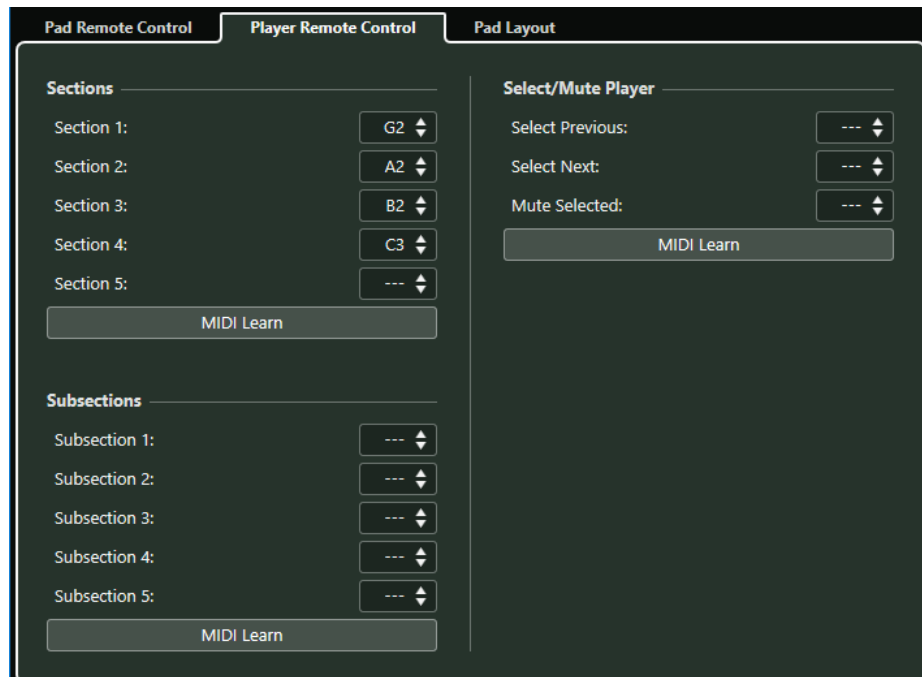 Pad Remote Control Player Remote Control Pad Layout
Sections
Section 1: G2
Section 2: A2
Section 3: B2
Section 4: C3
Section 5: ---
MIDI Learn
Subsections
Subsection 1: ---
Subsection 2: ---
Subsection 3: ---
Subsection 4: ---
Subsection 5: ---
MIDI Learn
Select/Mute Player
Select Previous: ---
Select Next: ---
Mute Selected: ---
MIDI Learn